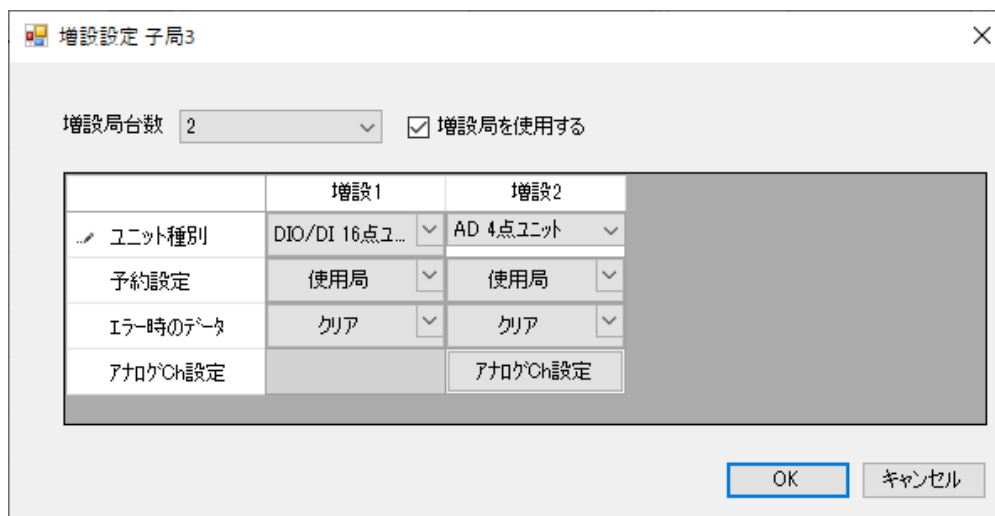 増設設定 子局3
増設局台数 2 増設局を使用する
増設1 増設2
ユニット種別 DIO/DI 16点ユ... AD 4点ユニット
予約設定 使用局 使用局
エラー時のデータ クリア クリア
アナログCh設定 アナログCh設定
OK キャンセル